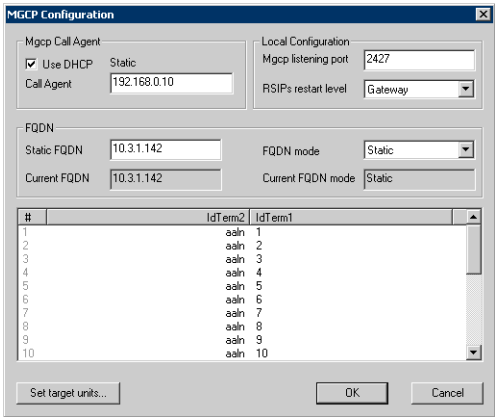 MGCP Configuration
Mgcp Call Agent
Use DHCP Static
Call Agent 192.168.0.10
Local Configuration
Mgcp listening port 2427
RSIPs restart level Gateway
FQDN
Static FQDN 10.3.1.142 FQDN mode Static
Current FQDN 10.3.1.142 Current FQDN mode Static
# IdTerm2 IdTerm1
1 aaln 1
2 aaln 2
3 aaln 3
4 aaln 4
5 aaln 5
6 aaln 6
7 aaln 7
8 aaln 8
9 aaln 9
10 aaln 10
Set target units... OK Cancel